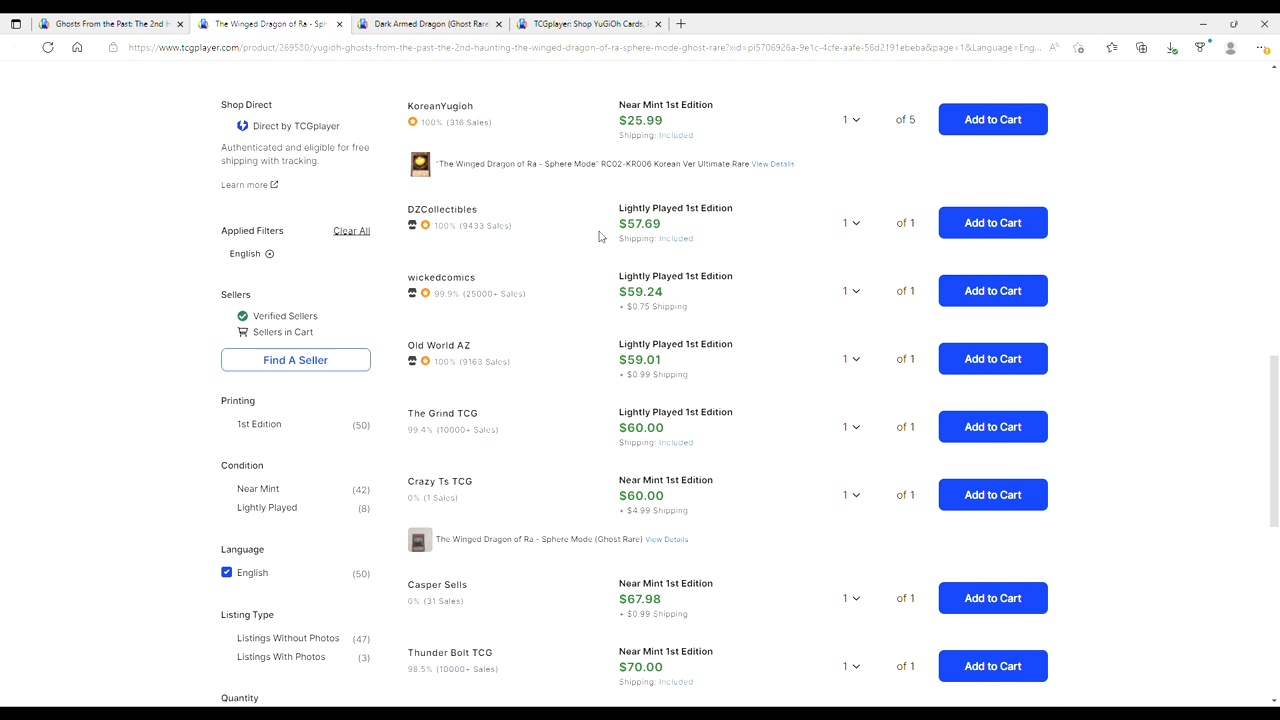 Ghosts From the Past: The 2nd H
The Winged Dragon of Ra - Sph
Dark Armed Dragon (Ghost Rare
TCGplayer: Shop YuGiOh Cards,
https://www.tcgplayer.com/product/269580/yugioh-ghosts-from-the-past-the-2nd-haunting-the-winged-dragon-of-ra-sphere-mode-ghost-rare?xid=pi5706926a-9e1c-4cfe-aafe-56d2191ebeba&page=1&Language=Eng...
Shop Direct
Direct by TCGplayer
Authenticated and eligible for free
shipping with tracking.
Learn more
Applied Filters
Clear All
English
Sellers
Verified Sellers
Sellers in Cart
Find A Seller
Printing
1st Edition (50)
Condition
Near Mint (42)
Lightly Played (8)
Language
English (50)
Listing Type
Listings Without Photos (47)
Listings With Photos (3)
Quantity
KoreanYugioh
100% (316 Sales)
Near Mint 1st Edition
$25.99
Shipping: Included
1 of 5
Add to Cart
"The Winged Dragon of Ra - Sphere Mode" RC02-KR006 Korean Ver Ultimate Rare View Details
DZCollectibles
100% (9433 Sales)
Lightly Played 1st Edition
$57.69
Shipping: Included
1 of 1
Add to Cart
wickedcomics
99.9% (25000+ Sales)
Lightly Played 1st Edition
$59.24
+ $0.75 Shipping
1 of 1
Add to Cart
Old World AZ
100% (9163 Sales)
Lightly Played 1st Edition
$59.01
+ $0.99 Shipping
1 of 1
Add to Cart
The Grind TCG
99.4% (10000+ Sales)
Lightly Played 1st Edition
$60.00
Shipping: Included
1 of 1
Add to Cart
Crazy Ts TCG
0% (1 Sales)
Near Mint 1st Edition
$60.00
+ $4.99 Shipping
1 of 1
Add to Cart
The Winged Dragon of Ra - Sphere Mode (Ghost Rare) View Details
Casper Sells
0% (31 Sales)
Near Mint 1st Edition
$67.98
+ $0.99 Shipping
1 of 1
Add to Cart
Thunder Bolt TCG
98.5% (10000+ Sales)
Near Mint 1st Edition
$70.00
Shipping: Included
1 of 1
Add to Cart